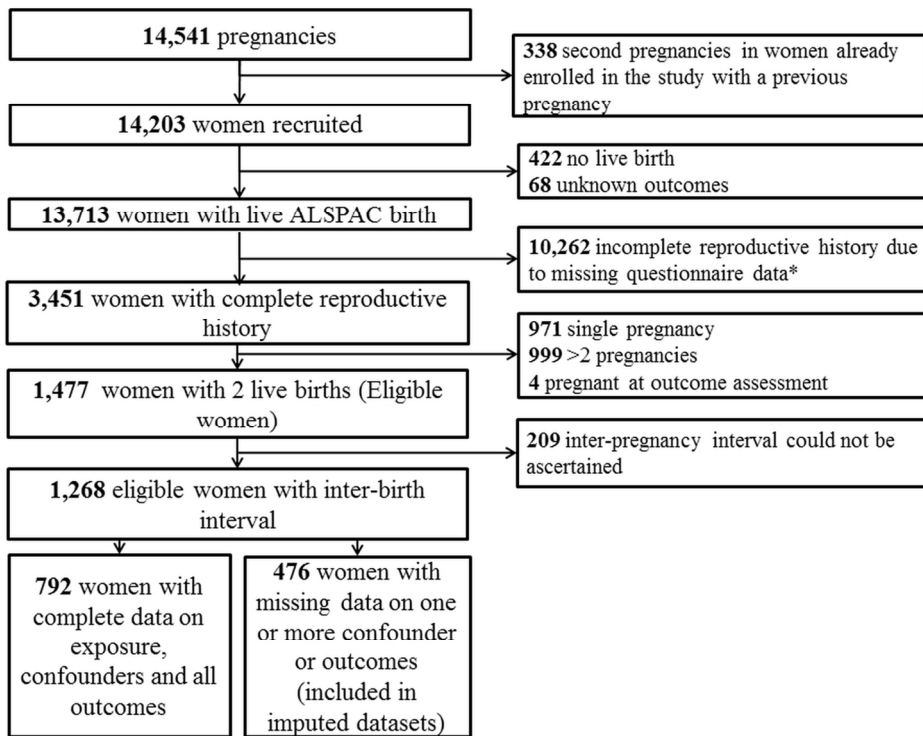 14,541 pregnancies
338 second pregnancies in women already
enrolled in the study with a previous
pregnancy
14,203 women recruited
422 no live birth
68 unknown outcomes
13,713 women with live ALSPAC birth
10,262 incomplete reproductive history due
to missing questionnaire data*
3,451 women with complete reproductive
history
971 single pregnancy
999 >2 pregnancies
4 pregnant at outcome assessment
1,477 women with 2 live births (Eligible
women)
209 inter-pregnancy interval could not be
ascertained
1,268 eligible women with inter-birth
interval
792 women with
complete data on
exposure,
confounders and all
outcomes
476 women with
missing data on one
or more confounder
or outcomes
(included in
imputed datasets)